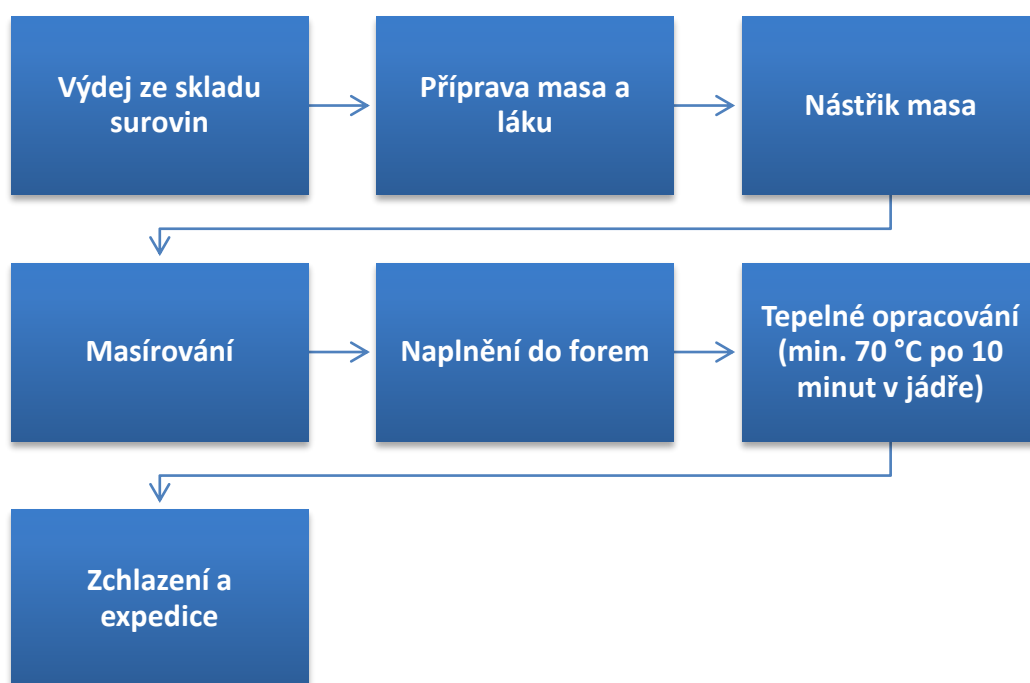 Výdej ze skladu
surovin
Příprava masa a
láku
Nástřik masa
Masírování
Naplnění do forem
Tepelné opracování
(min. 70 °C po 10
minut v jádře)
Zchlazení a
expedice